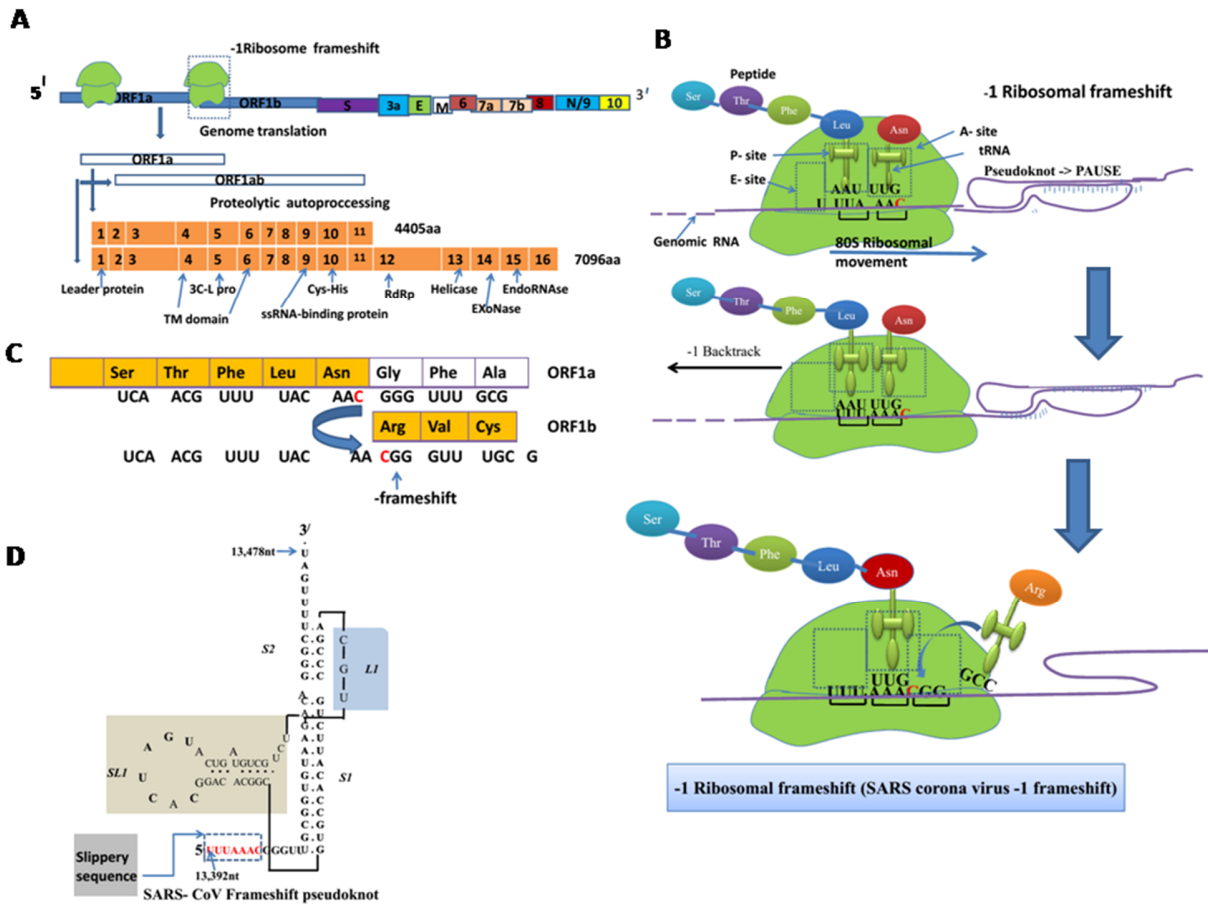 A
-1Ribosome frameshift
5'
ORF1a
ORF1b
S
3a
E
M
6
7a
7b
8
N/9
10
3'
Genome translation
ORF1a
ORF1ab
Proteolytic autoproccessing
1 2 3 4 5 6 7 8 9 10 11
4405aa
1 2 3 4 5 6 7 8 9 10 11 12 13 14 15 16
7096aa
Leader protein
3C-L pro
Cys-His
RdRp
Helicase
EndoRNAse
TM domain
ssRNA-binding protein
EXoNase
B
Peptide
-1 Ribosomal frameshift
Ser
Thr
Phe
Leu
Asn
A- site
tRNA
P- site
E- site
Pseudoknot -> PAUSE
AAU UUG
U UUA AAC
Genomic RNA
80S Ribosomal
movement
Ser
Thr
Phe
Leu
Asn
-1 Backtrack
AAU UUG
UUU AAAC
Ser
Thr
Phe
Leu
Asn
Arg
UUG
GCC
UUU AAACGG
-1 Ribosomal frameshift (SARS corona virus -1 frameshift)
C
Ser Thr Phe Leu Asn Gly Phe Ala ORF1a
UCA ACG UUU UAC AAC GGG UUU GCG
Arg Val Cys ORF1b
UCA ACG UUU UAC AA CGG GUU UGC G
-frameshift
D
3/
13,478nt
S2
L1
C
G
U
S1
SL1
CUG
UGUCG
5
UUUAAAC
GGGUU
Slippery
sequence
13,392nt
SARS- CoV Frameshift pseudoknot